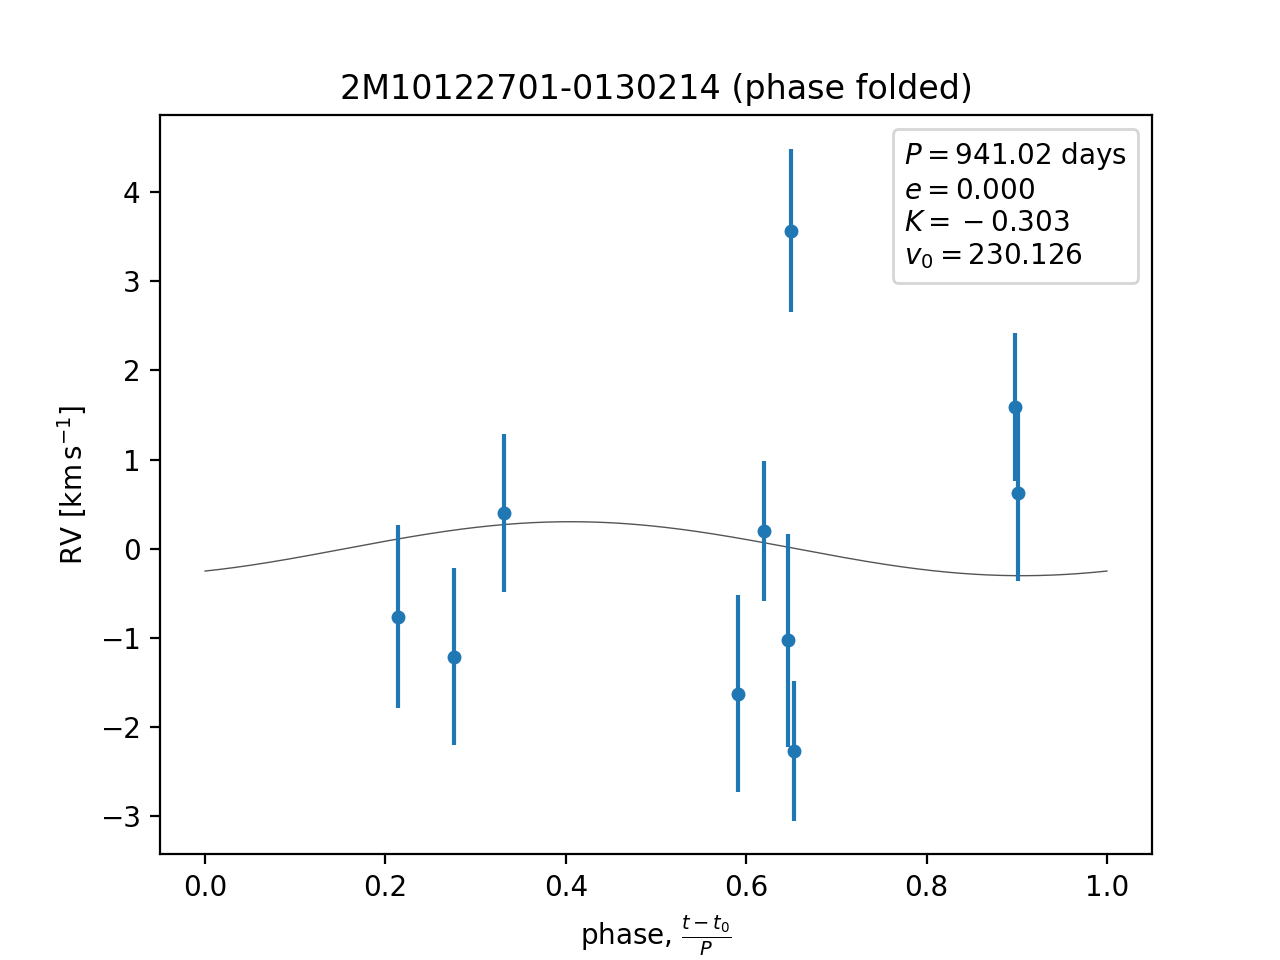 2M10122701-0130214 (phase folded)
P = 941.02 days
e = 0.000
K = −0.303
v₀ = 230.126
4
3
2
1
0
−1
−2
−3
RV [km s⁻¹]
0.0 0.2 0.4 0.6 0.8 1.0
phase, (t − t₀)/P